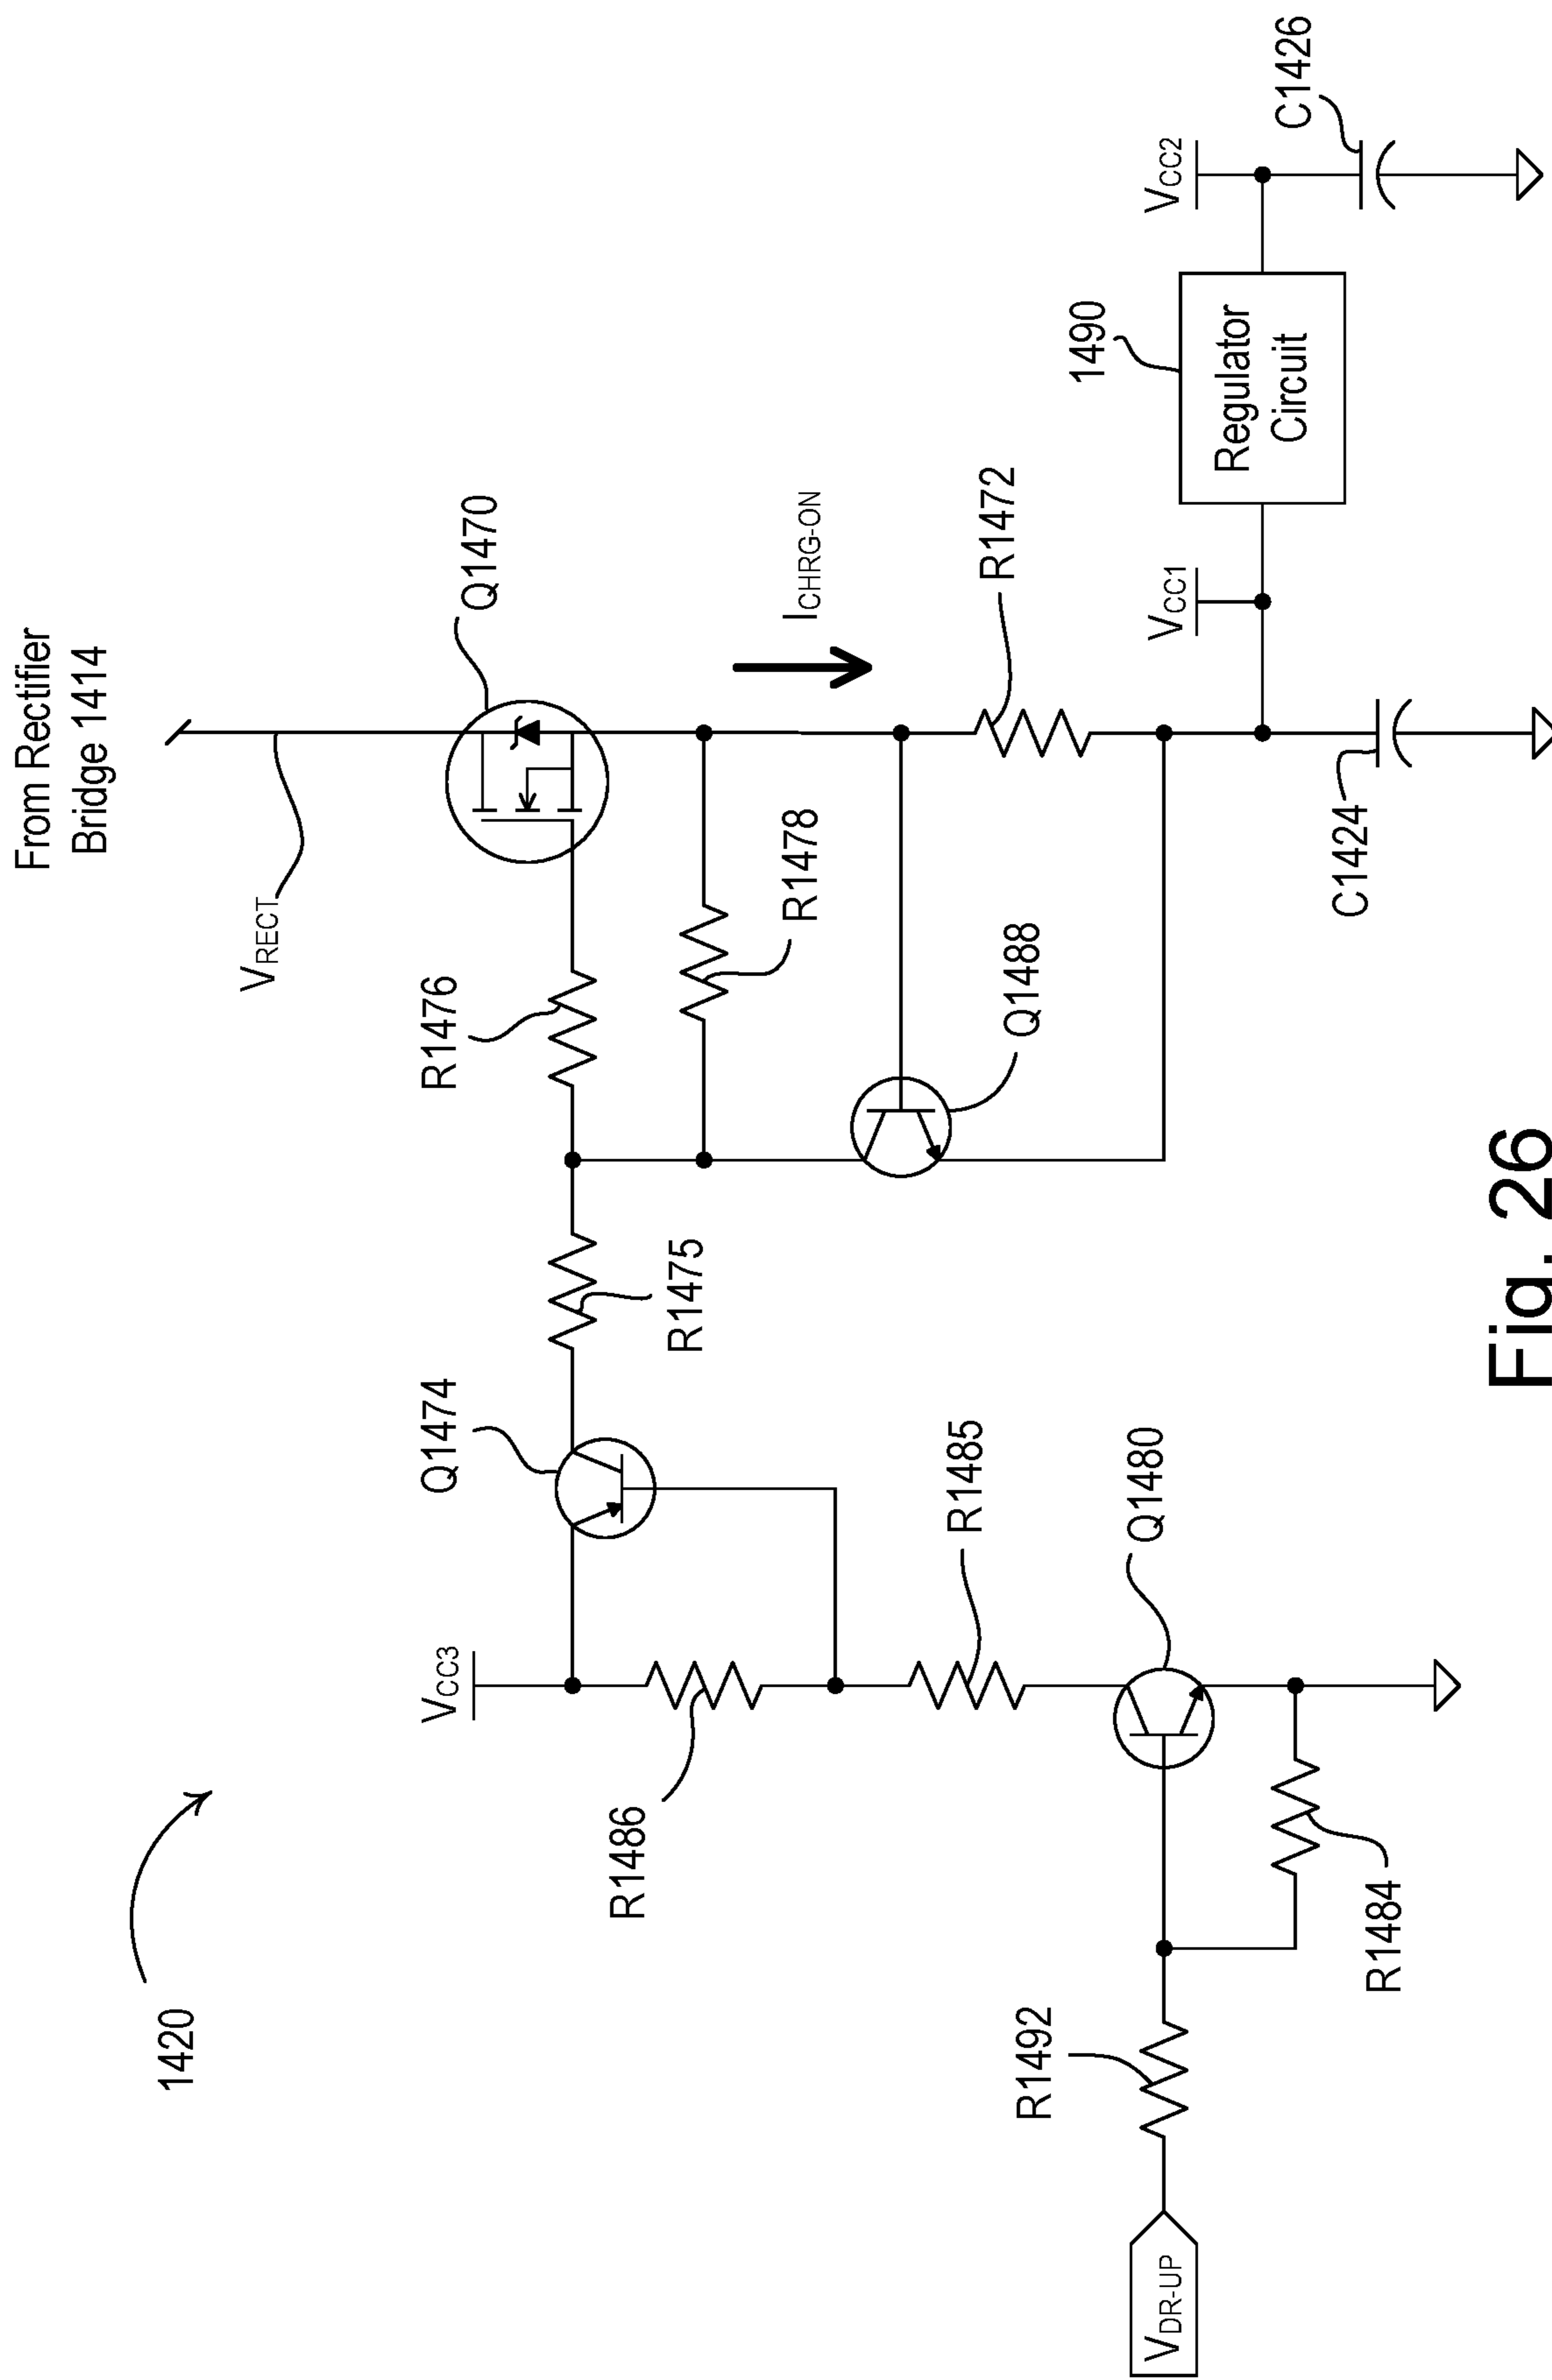 From Rectifier
Bridge 1414
VRECT
Q1470
R1476
R1478
ICHRG-ON
Q1488
R1472
R1475
Q1474
VCC3
R1486
R1485
Q1480
1420
R1492
R1484
VDR-UP
VCC1
1490
Regulator
Circuit
VCC2
C1424
C1426
Fig. 26